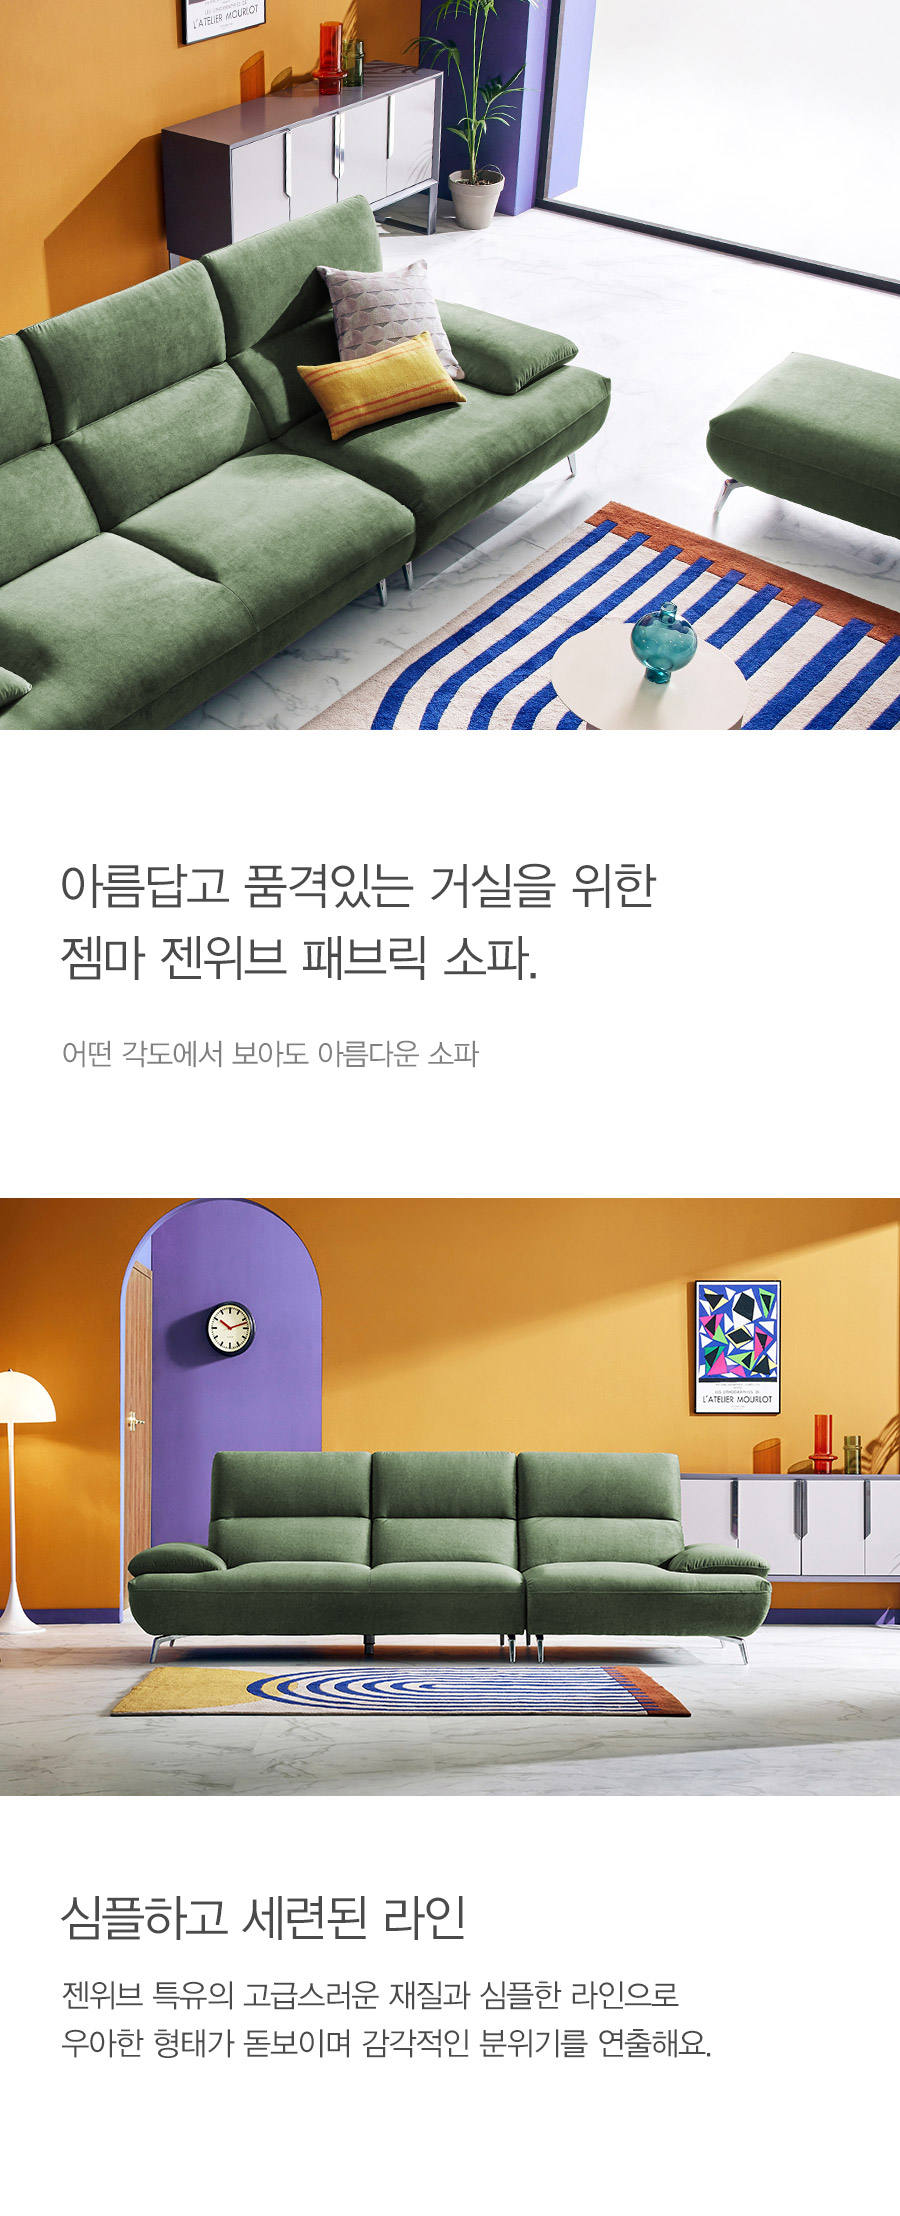 L'ATELIER MOURLOT
아름답고 품격있는 거실을 위한
젬마 젠위브 패브릭 소파.
어떤 각도에서 보아도 아름다운 소파
LES LITHOGRAPHIES DE
L'ATELIER MOURLOT
심플하고 세련된 라인
젠위브 특유의 고급스러운 재질과 심플한 라인으로
우아한 형태가 돋보이며 감각적인 분위기를 연출해요.